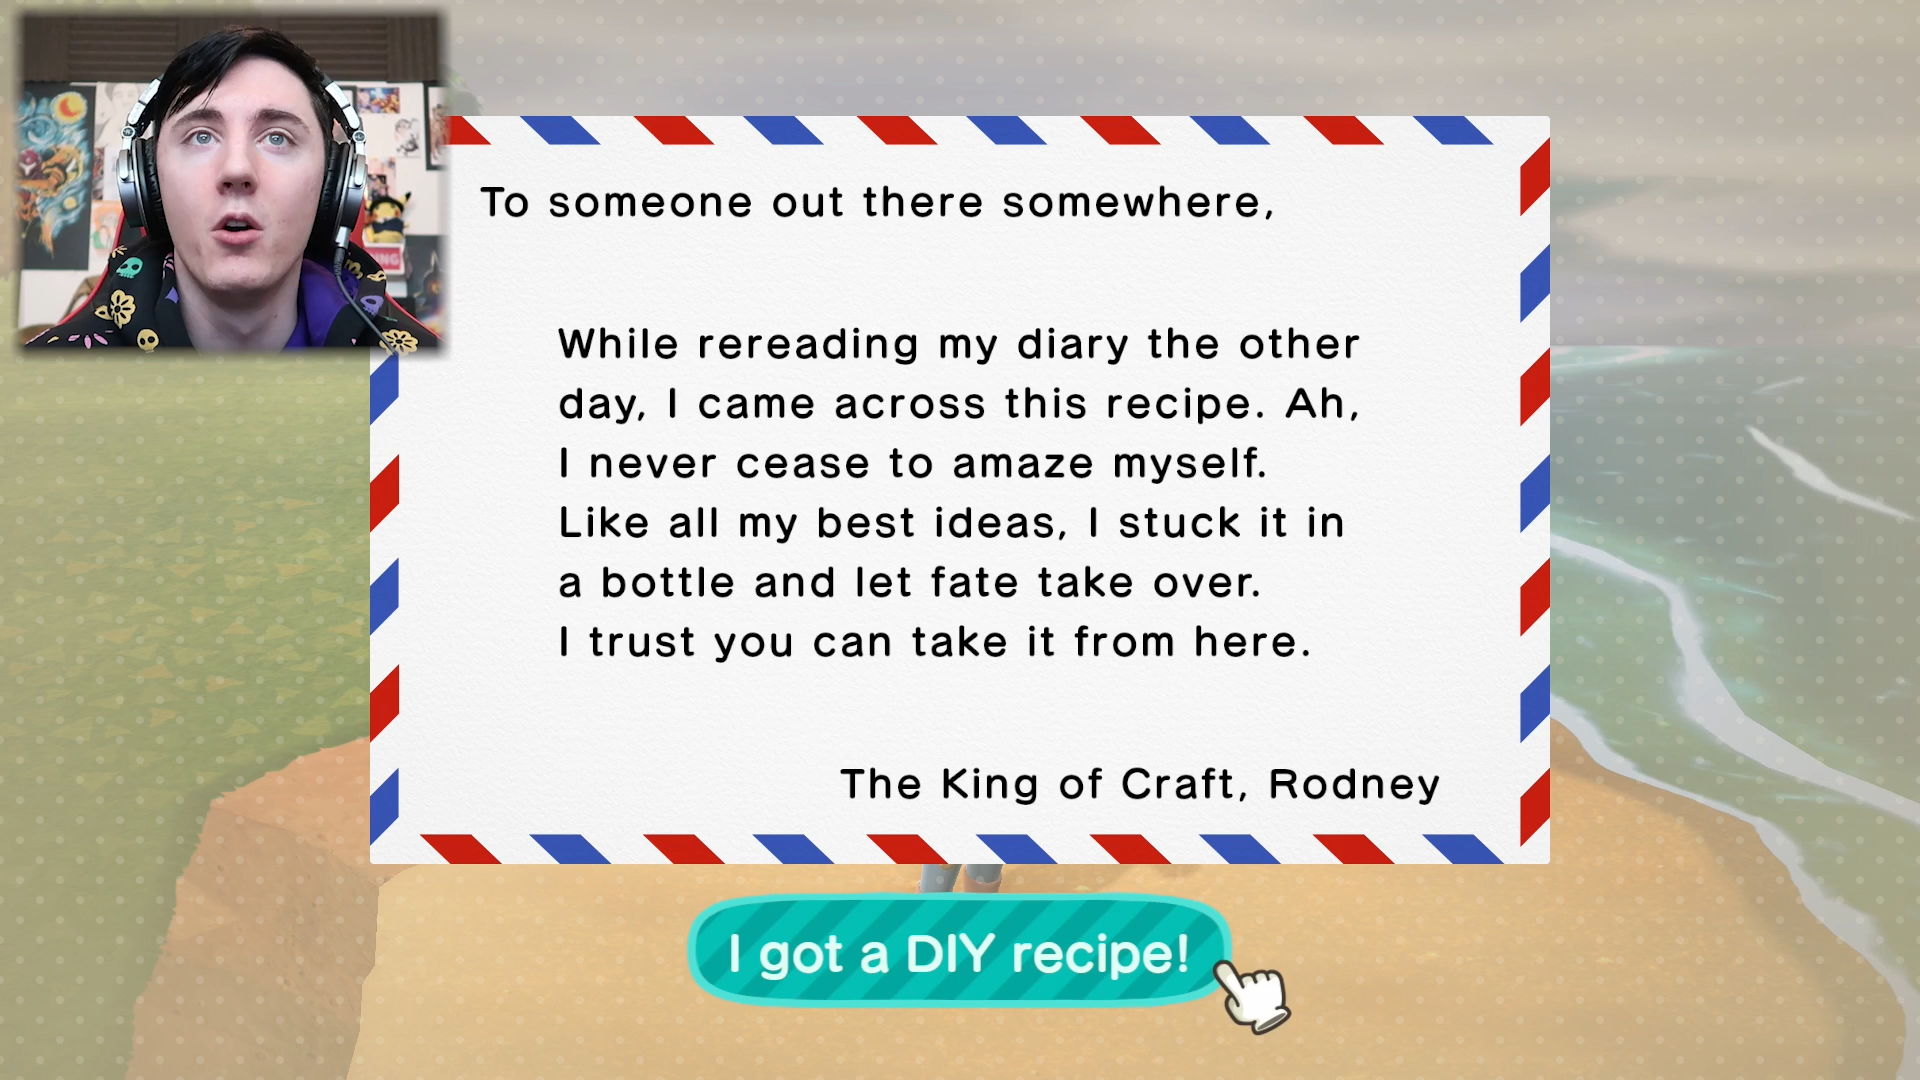 To someone out there somewhere,
While rereading my diary the other
day, I came across this recipe. Ah,
I never cease to amaze myself.
Like all my best ideas, I stuck it in
a bottle and let fate take over.
I trust you can take it from here.
The King of Craft, Rodney
I got a DIY recipe!